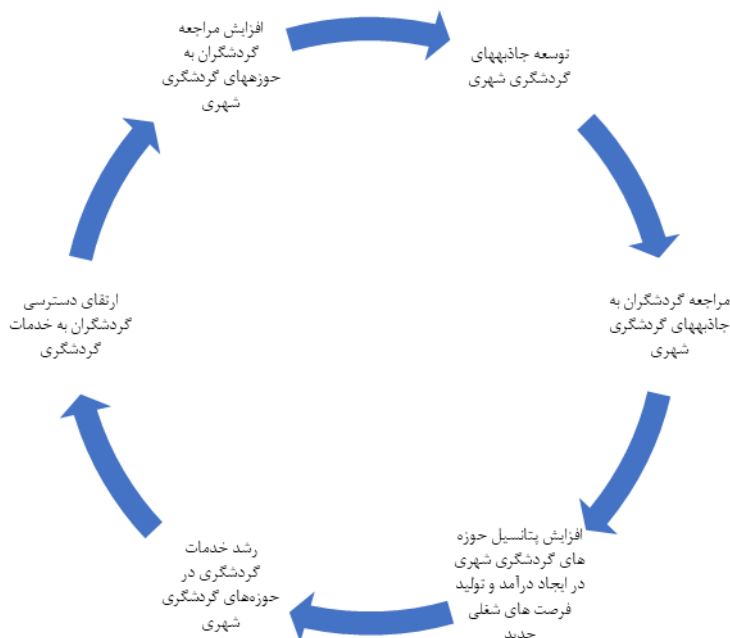 توسعه جاذبههای
گردشگری شهری
مراجعه گردشگران به
جاذبههای گردشگری
شهری
افزایش پتانسیل حوزه
های گردشگری شهری
در ایجاد درآمد و تولید
فرصت های شغلی
جدید
رشد خدمات
گردشگری در
حوزه‌های گردشگری
شهری
ارتقای دسترسی
گردشگران به خدمات
گردشگری
افزایش مراجعه
گردشگران به
حوزههای گردشگری
شهری